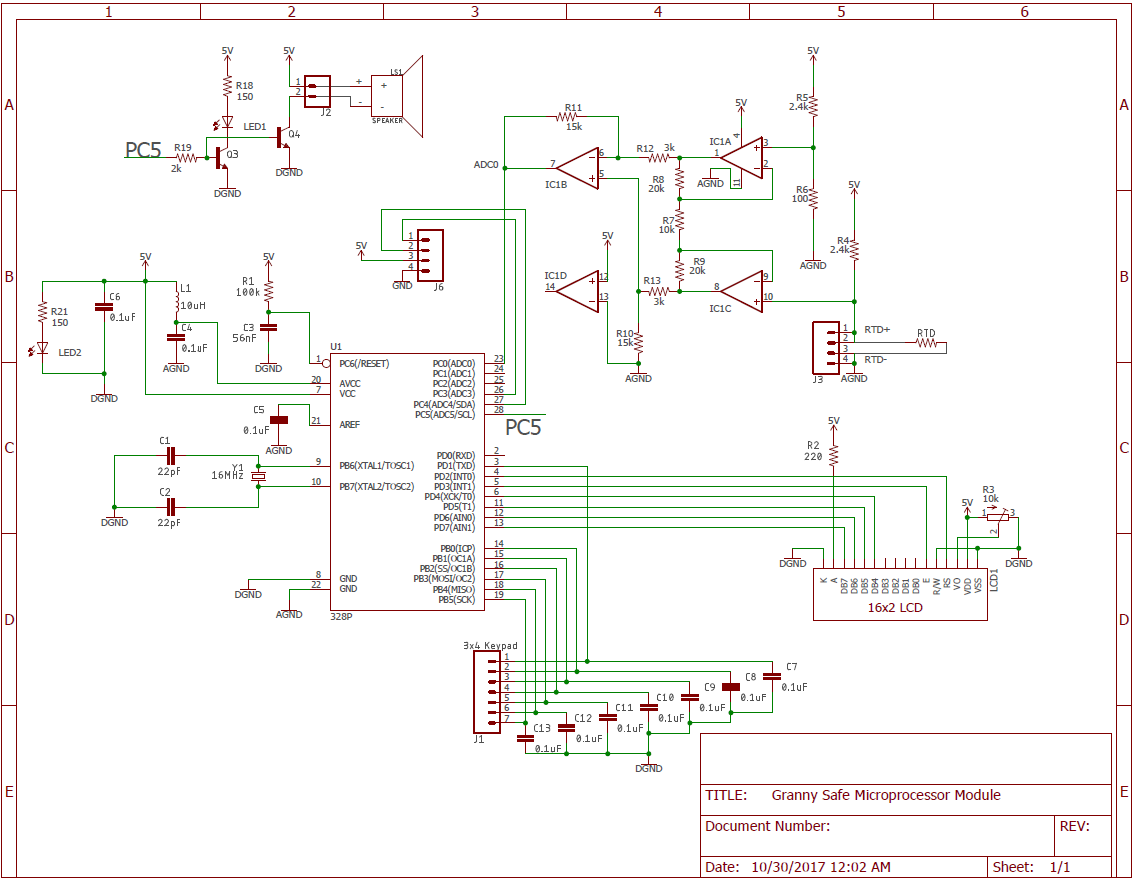 1 2 3 4 5 6
A A
B B
C C
D D
E E
5V
R18
150
LED1
PC5
R19
2k
Q3
DGND
5V
1
2
J2
Q4
DGND
+
-
LS1
+
-
SPEAKER
R11
15k
ADC0
7
6
5
IC1B
R12 3k
5V
IC1A
1
4
3
2
11
AGND
R8
20k
R7
10k
R9
20k
5V
R5
2.4k
R6
100
AGND
5V
R4
2.4k
5V
IC1D
14
12
13
R13
3k
8
9
10
IC1C
R10
15k
AGND
1
2
3
4
J3
AGND
RTD+
RTD
RTD-
5V
1
2
3
4
GND
J6
5V
R21
150
LED2
C6
0.1uF
DGND
L1
10uH
C4
0.1uF
AGND
5V
R1
100k
C3
56nF
DGND
U1
1 PC6(/RESET)
20 AVCC
7 VCC
21 AREF
9 PB6(XTAL1/TOSC1)
10 PB7(XTAL2/TOSC2)
8 GND
22 GND
328P
PC0(ADC0) 23
PC1(ADC1) 24
PC2(ADC2) 25
PC3(ADC3) 26
PC4(ADC4/SDA) 27
PC5(ADC5/SCL) 28
PC5
PD0(RXD) 2
PD1(TXD) 3
PD2(INT0) 4
PD3(INT1) 5
PD4(XCK/T0) 6
PD5(T1) 11
PD6(AIN0) 12
PD7(AIN1) 13
PB0(ICP) 14
PB1(OC1A) 15
PB2(SS/OC1B) 16
PB3(MOSI/OC2) 17
PB4(MISO) 18
PB5(SCK) 19
C5
0.1uF
AGND
C1
22pF
C2
22pF
Y1
16MHz
DGND
DGND
AGND
5V
R2
220
5V
R3
10k
1
3
2
DGND
DGND
K A DB7 DB6 DB5 DB4 DB3 DB2 DB1 DB0 E R/W RS VO VDD VSS
LCD1
16x2 LCD
3x4 Keypad
1
2
3
4
5
6
7
J1
C7
0.1uF
C8
0.1uF
C9
0.1uF
C10
0.1uF
C11
0.1uF
C12
0.1uF
C13
0.1uF
DGND
TITLE: Granny Safe Microprocessor Module
Document Number:
REV:
Date: 10/30/2017 12:02 AM
Sheet: 1/1